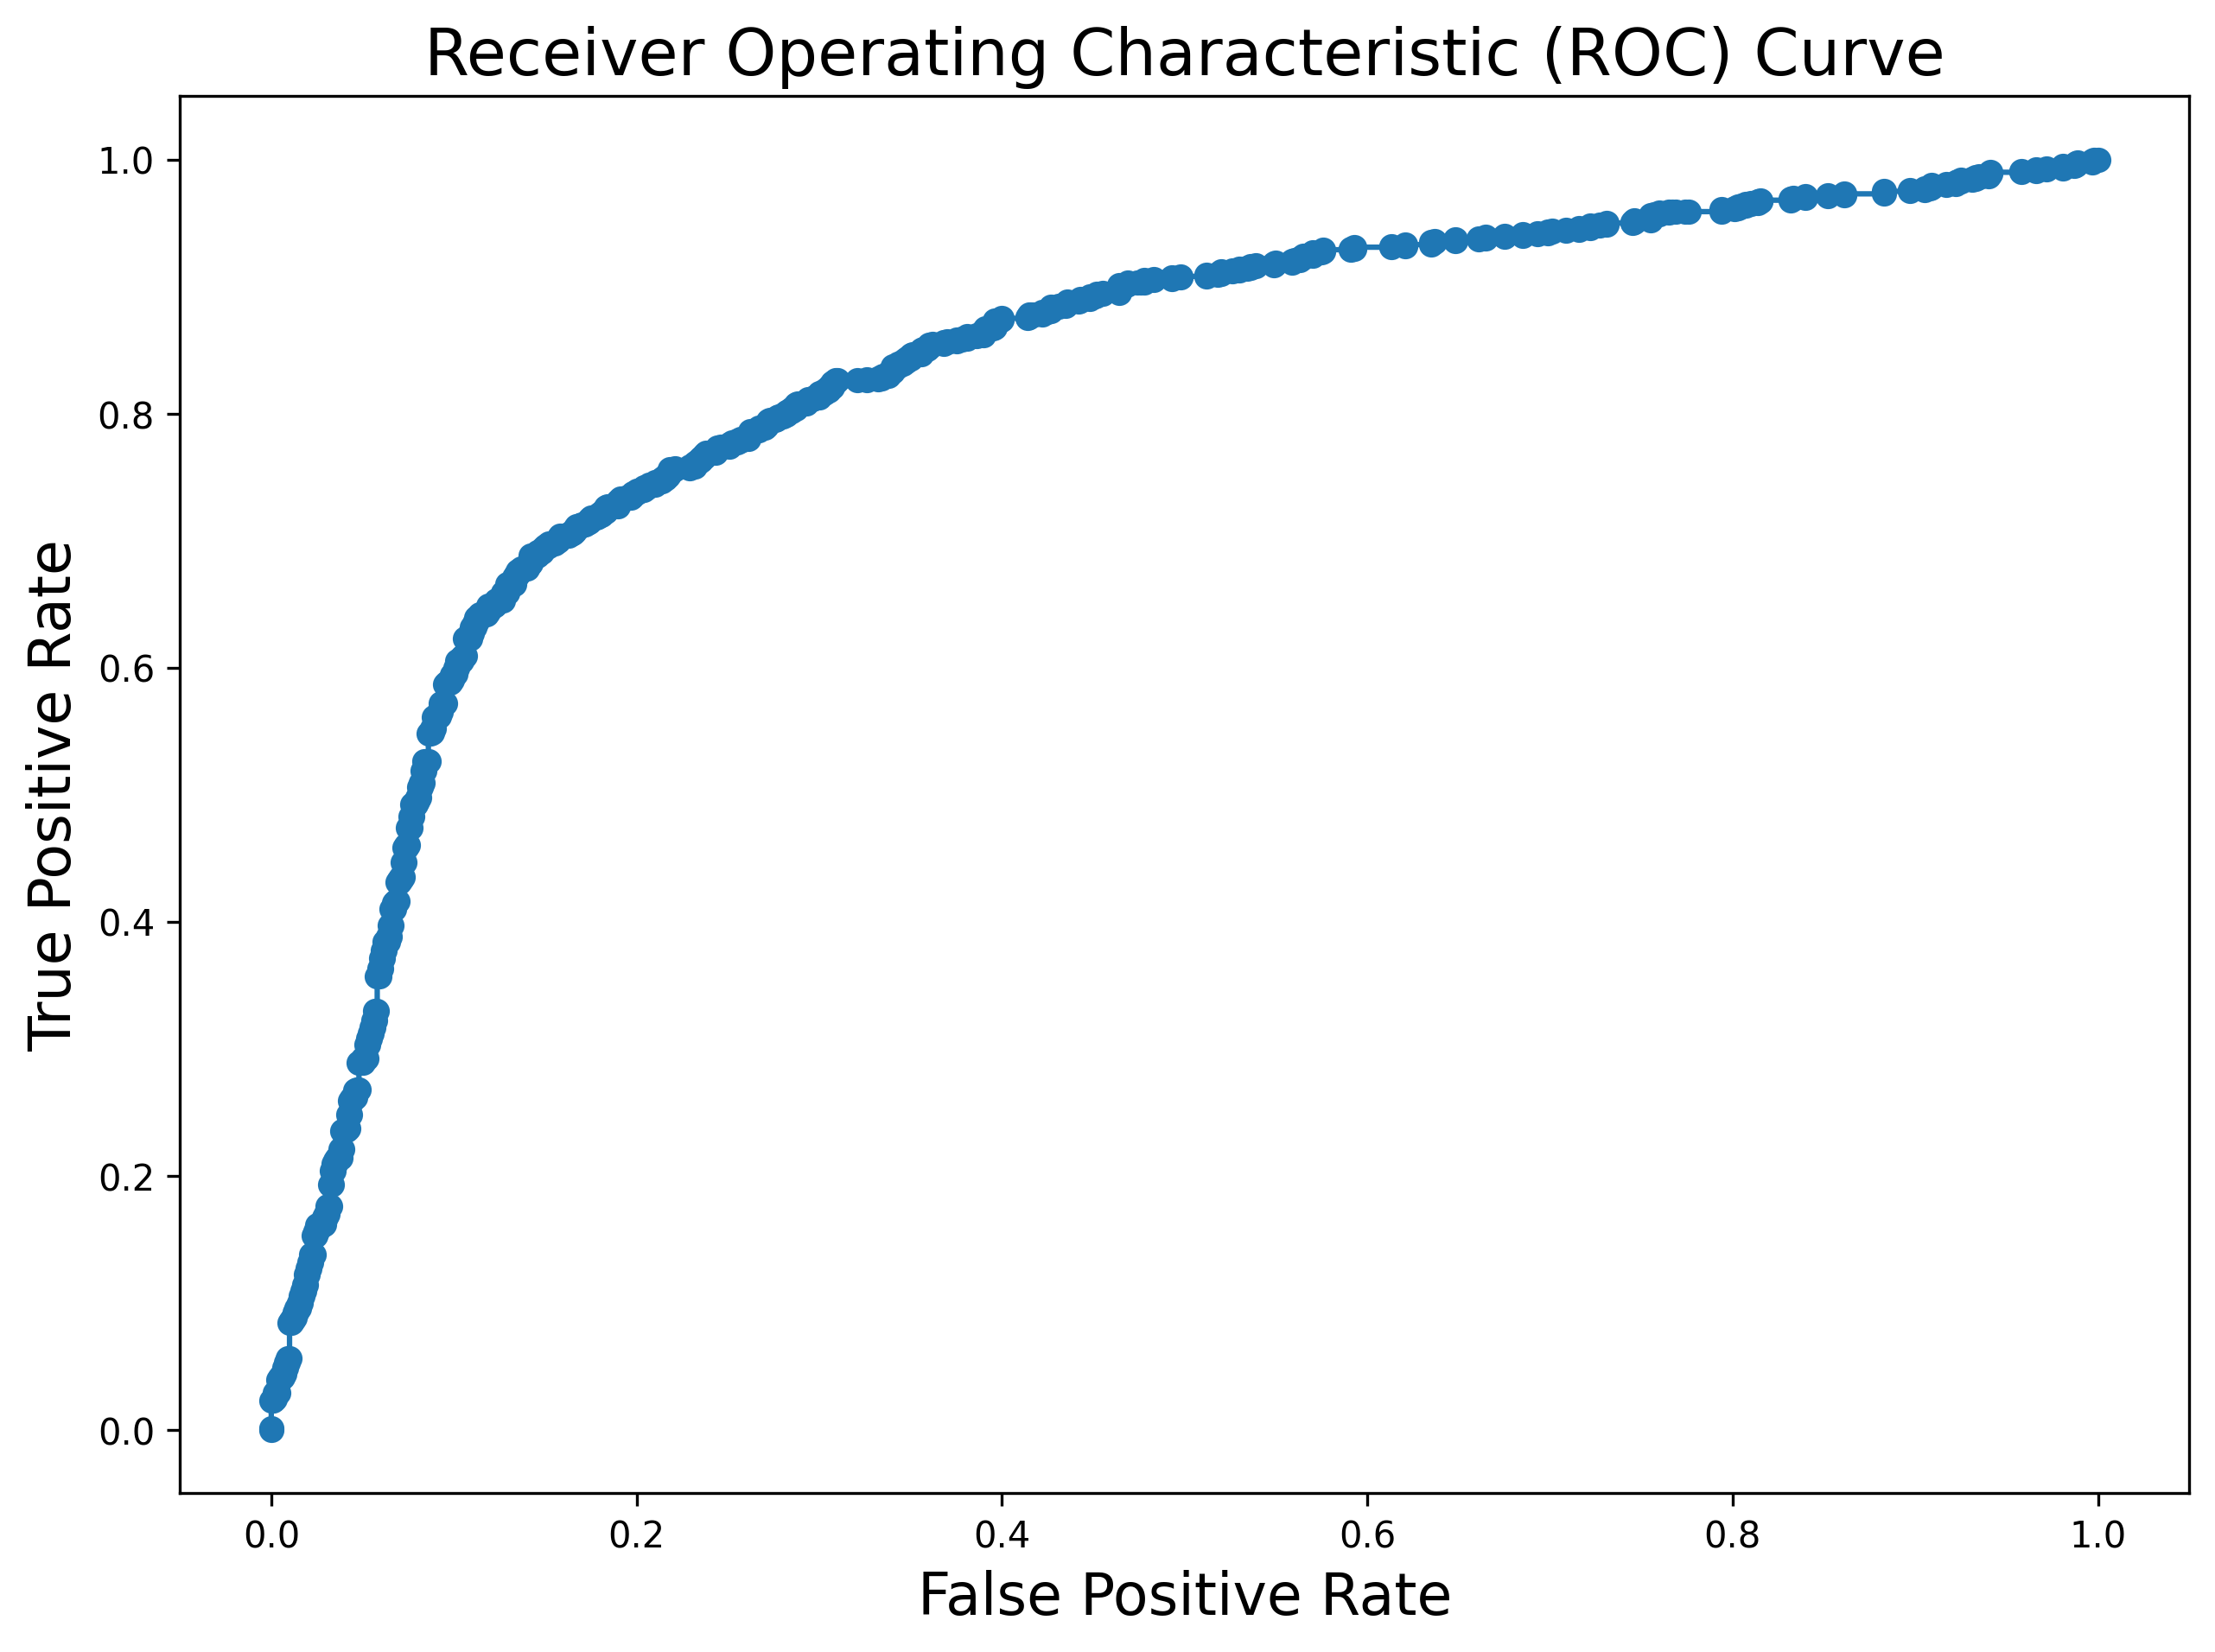 Receiver Operating Characteristic (ROC) Curve
True Positive Rate
1.0
0.8
0.6
0.4
0.2
0.0
0.0 0.2 0.4 0.6 0.8 1.0
False Positive Rate